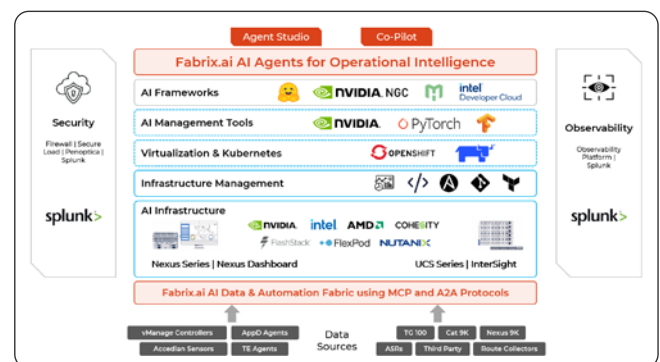 Agent Studio
Co-Pilot
Fabrix.ai AI Agents for Operational Intelligence
Security
Firewall | Secure
Load | Panoptica |
Splunk
splunk>
AI Frameworks
NVIDIA. NGC
intel
Developer Cloud
AI Management Tools
NVIDIA.
PyTorch
Virtualization & Kubernetes
OPENSHIFT
Infrastructure Management
</>
AI Infrastructure
NVIDIA.
intel
AMD
COHESITY
FlashStack
FlexPod
NUTANIX
Nexus Series | Nexus Dashboard
UCS Series | InterSight
Fabrix.ai AI Data & Automation Fabric using MCP and A2A Protocols
Observability
Observability
Platform |
Splunk
splunk>
vManage Controllers
AppD Agents
Accedian Sensors
TE Agents
Data
Sources
TG 100
Cat 9K
Nexus 9K
ASRs
Third Party
Route Collectors